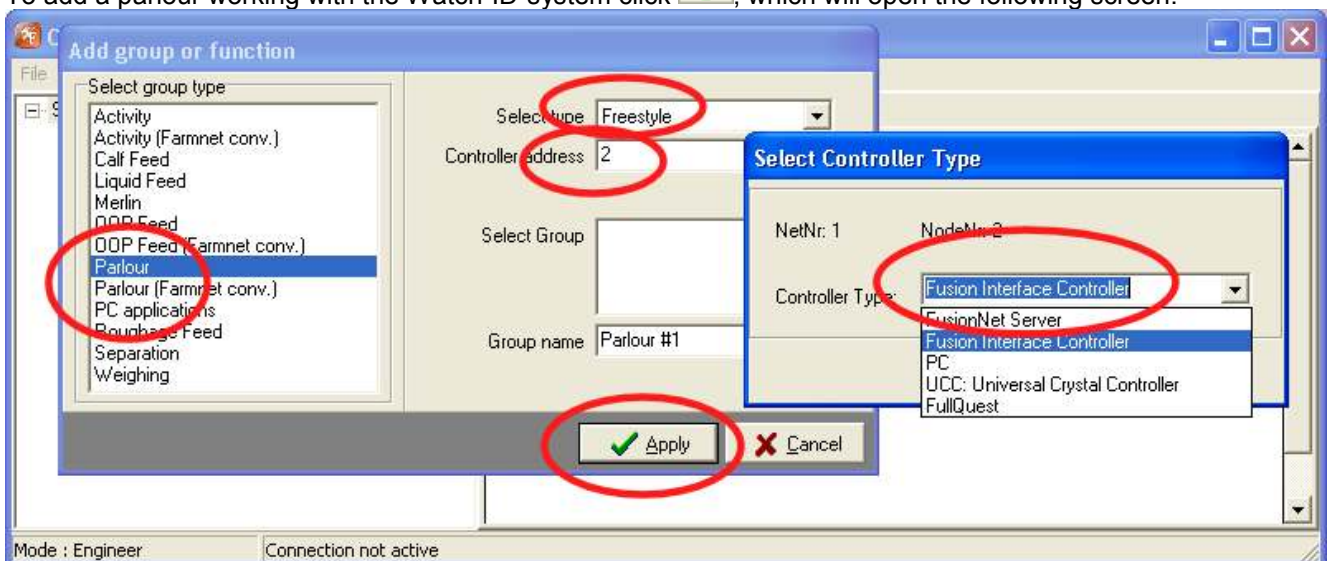 To add a parlour working with the Watch-ID-system click , which will open the following screen:
Add group or function
File
Select group type
Activity
Activity (Farmnet conv.)
Calf Feed
Liquid Feed
Merlin
OOP Feed
OOP Feed (Farmnet conv.)
Parlour
Parlour (Farmnet conv.)
PC applications
Roughage Feed
Separation
Weighing
Select type Freestyle
Controller address 2
Select Group
Group name Parlour #1
Apply Cancel
Select Controller Type
NetNr: 1 NodeNr: 2
Controller Type: Fusion Interface Controller
FusionNet Server
Fusion Interface Controller
PC
UCC: Universal Crystal Controller
FullQuest
Mode : Engineer Connection not active